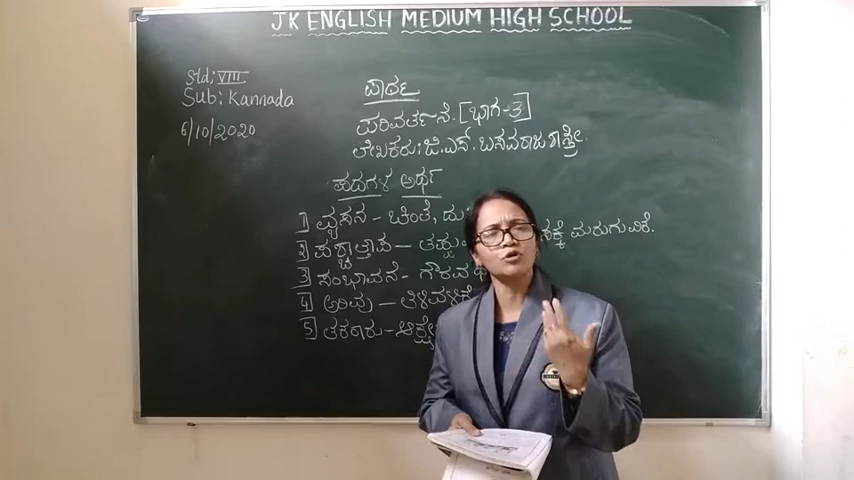 JK ENGLISH MEDIUM HIGH SCHOOL
Std: VIII
Sub: Kannada
6/10/2020
ಪಾಠ
ಪರಿವರ್ತನೆ. [ಭಾಗ-3]
ಲೇಖಕರು: ಜಿ.ಎಸ್. ಬಸವರಾಜ ಶಾಸ್ತ್ರೀ.
ಪದಗಳ ಅರ್ಥ
1 ವ್ಯಸನ - ಚಿಂತೆ,
2 ಪಶ್ಚಾತ್ತಾಪ - ಮರುಗುವಿಕೆ.
3 ಸಂಭಾವನೆ - ಗೌರವ
4 ಅರಿವು - ತಿಳಿವಳಿಕೆ
5 ತಕರಾರು -